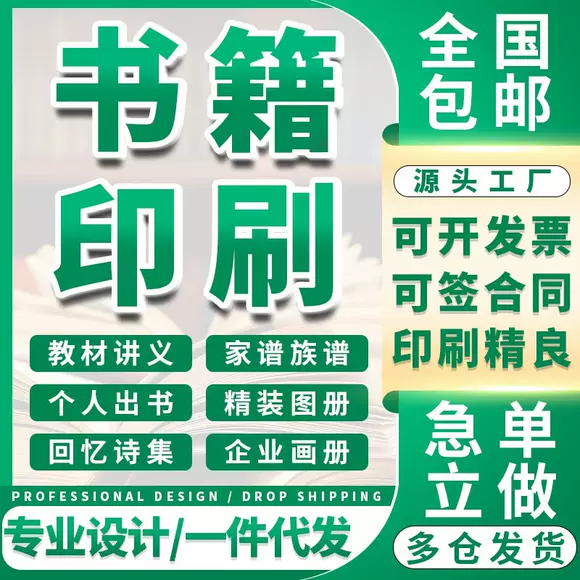 书籍
印刷
教材讲义
家谱族谱
个人出书
精装图册
回忆诗集
企业画册
PROFESSIONAL DESIGN / DROP SHIPPING
专业设计/一件代发
全国
包邮
源头工厂
可开发票
可签合同
印刷精良
急单
立做
多仓发货